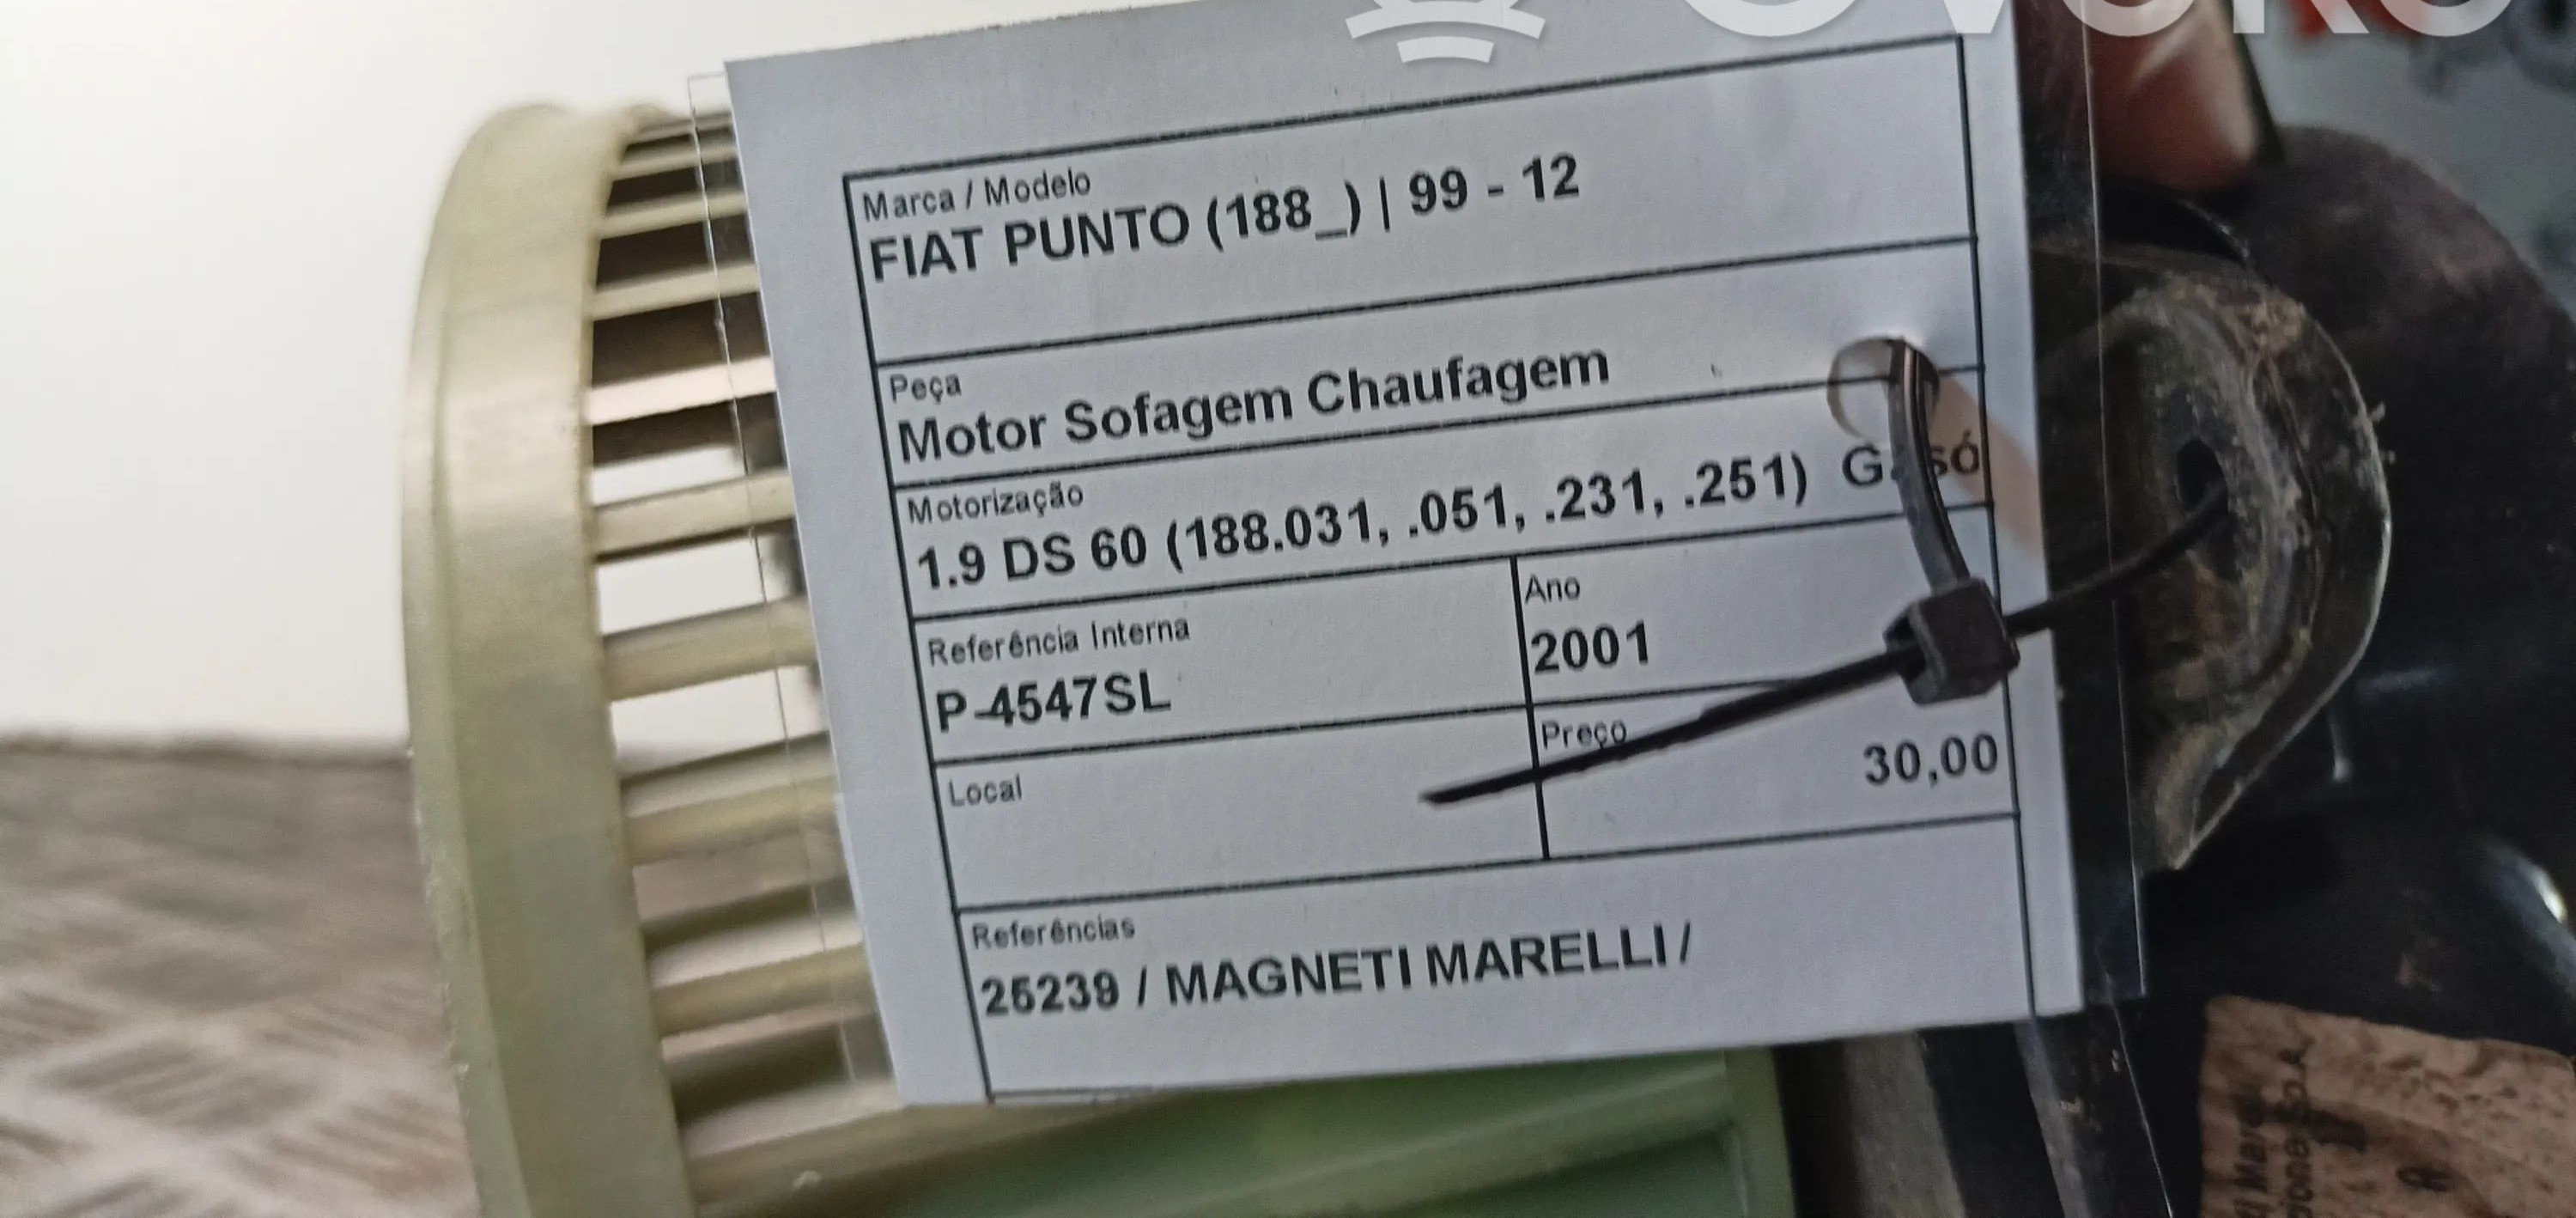 Marca / Modelo
FIAT PUNTO (188_) | 99 - 12
Peça
Motor Sofagem Chaufagem
Motorização
1.9 DS 60 (188.031, .051, .231, .251)
Referência Interna
P-4547SL
Ano
2001
Local
Preço
30,00
Referências
25239 / MAGNETI MARELLI /